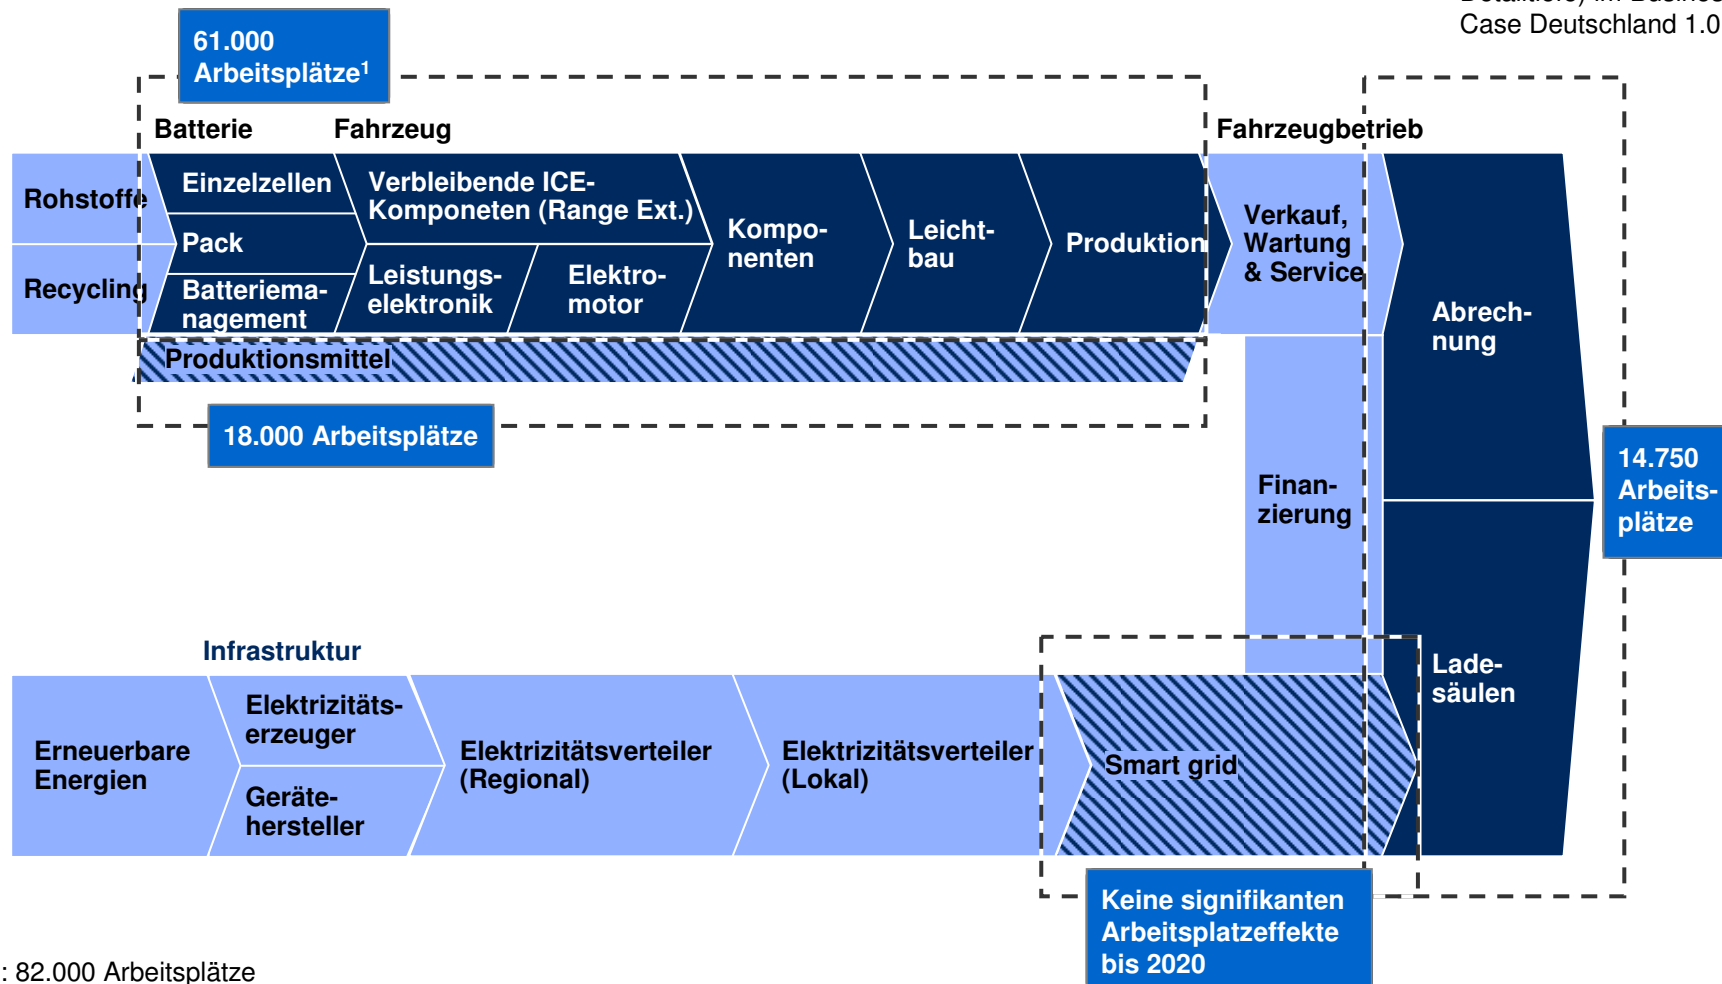 Case Deutschland 1.0
61.000
Arbeitsplätze¹
Batterie
Fahrzeug
Fahrzeugbetrieb
Rohstoffe
Recycling
Einzelzellen
Pack
Batteriema-
nagement
Verbleibende ICE-
Komponeten (Range Ext.)
Leistungs-
elektronik
Elektro-
motor
Kompo-
nenten
Leicht-
bau
Produktion
Verkauf,
Wartung
& Service
Abrech-
nung
Produktionsmittel
18.000 Arbeitsplätze
Finan-
zierung
14.750
Arbeits-
plätze
Infrastruktur
Erneuerbare
Energien
Elektrizitäts-
erzeuger
Geräte-
hersteller
Elektrizitätsverteiler
(Regional)
Elektrizitätsverteiler
(Lokal)
Smart grid
Lade-
säulen
Keine signifikanten
Arbeitsplatzeffekte
bis 2020
: 82.000 Arbeitsplätze